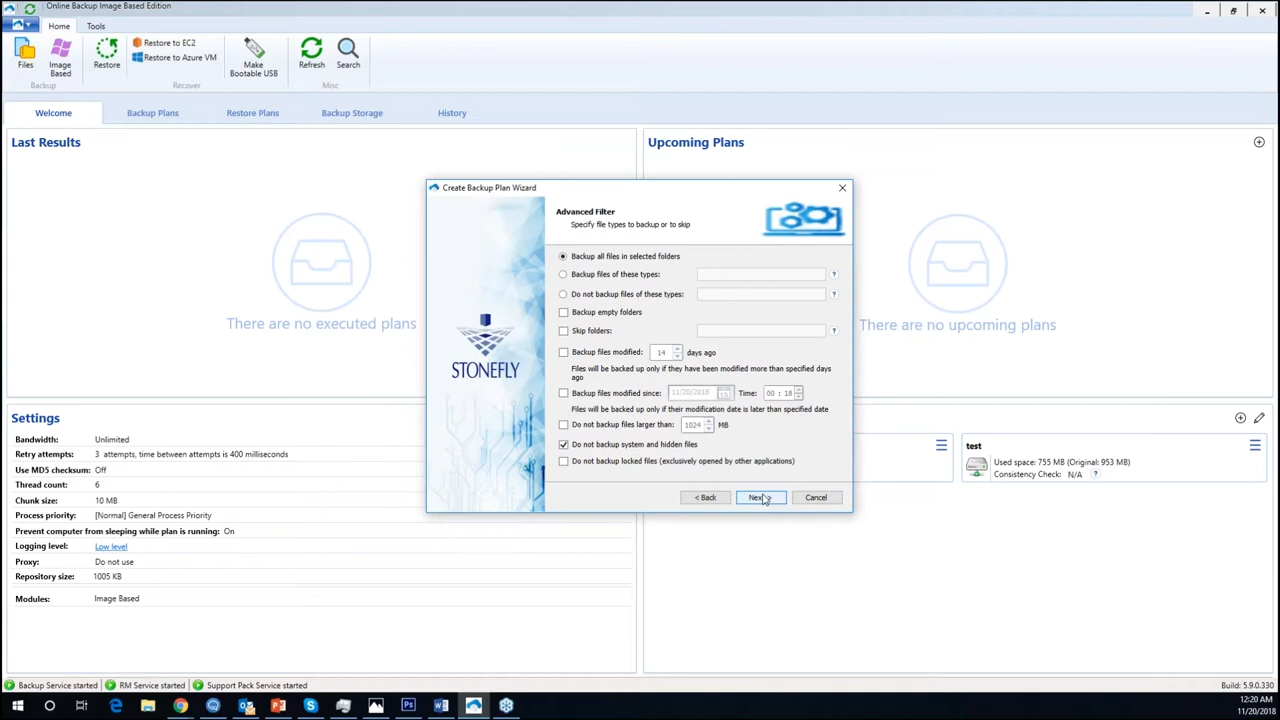 Online Backup Image Based Edition
Home
Tools
Files
Image
Based
Restore
Restore to EC2
Restore to Azure VM
Make
Bootable USB
Refresh
Search
Backup
Recover
Misc
Welcome
Backup Plans
Restore Plans
Backup Storage
History
Last Results
There are no executed plans
Upcoming Plans
There are no upcoming plans
Create Backup Plan Wizard
STONEFLY
Advanced Filter
Specify file types to backup or to skip
Backup all files in selected folders
Backup files of these types: ?
Do not backup files of these types: ?
Backup empty folders
Skip folders: ?
Backup files modified: 14 days ago
Files will be backed up only if they have been modified more than specified days
ago
Backup files modified since: 11/20/2018 15 Time: 00 : 18
Files will be backed up only if their modification date is later than specified date
Do not backup files larger than: 1024 MB
Do not backup system and hidden files
Do not backup locked files (exclusively opened by other applications)
< Back
Next >
Cancel
Settings
Bandwidth: Unlimited
Retry attempts: 3 attempts, time between attempts is 400 milliseconds
Use MD5 checksum: Off
Thread count: 6
Chunk size: 10 MB
Process priority: [Normal] General Process Priority
Prevent computer from sleeping while plan is running: On
Logging level: Low level
Proxy: Do not use
Repository size: 1005 KB
Modules: Image Based
test
Used space: 755 MB (Original: 953 MB)
Consistency Check: N/A ?
Backup Service started
RM Service started
Support Pack Service started
Build: 5.9.0.330
12:20 AM
11/20/2018